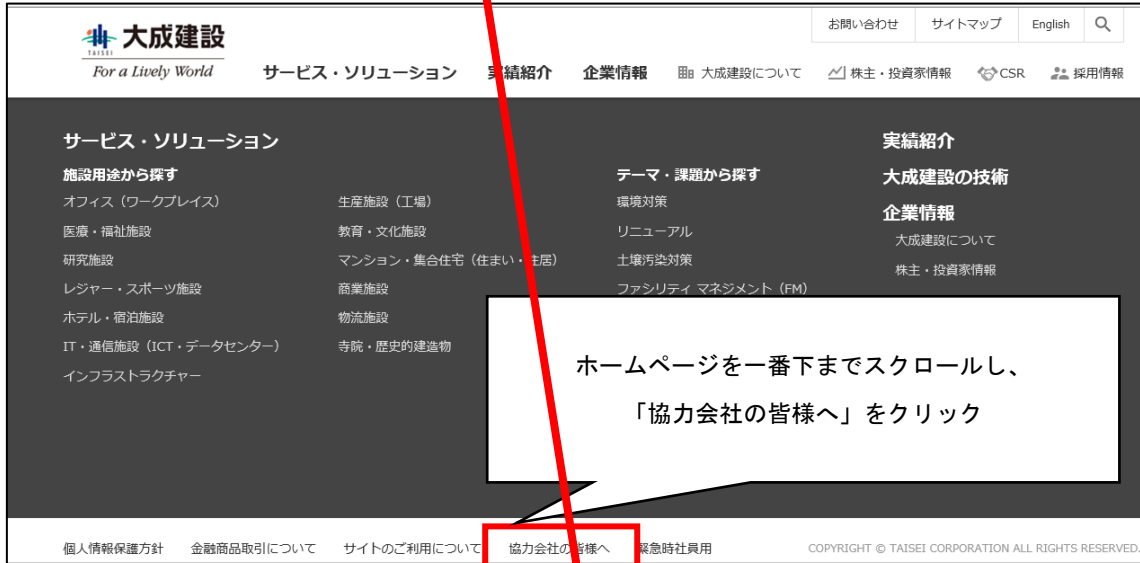 大成建設
TAISEI
For a Lively World
お問い合わせ サイトマップ English
サービス・ソリューション 実績紹介 企業情報 大成建設について 株主・投資家情報 CSR 採用情報
サービス・ソリューション
施設用途から探す
オフィス（ワークプレイス）
医療・福祉施設
研究施設
レジャー・スポーツ施設
ホテル・宿泊施設
IT・通信施設（ICT・データセンター）
インフラストラクチャー
生産施設（工場）
教育・文化施設
マンション・集合住宅（住まい・住居）
商業施設
物流施設
寺院・歴史的建造物
テーマ・課題から探す
環境対策
リニューアル
土壌汚染対策
ファシリティ マネジメント（FM）
実績紹介
大成建設の技術
企業情報
大成建設について
株主・投資家情報
ホームページを一番下までスクロールし、
「協力会社の皆様へ」をクリック
個人情報保護方針 金融商品取引について サイトのご利用について 協力会社の皆様へ 緊急時社員用 COPYRIGHT © TAISEI CORPORATION ALL RIGHTS RESERVED.